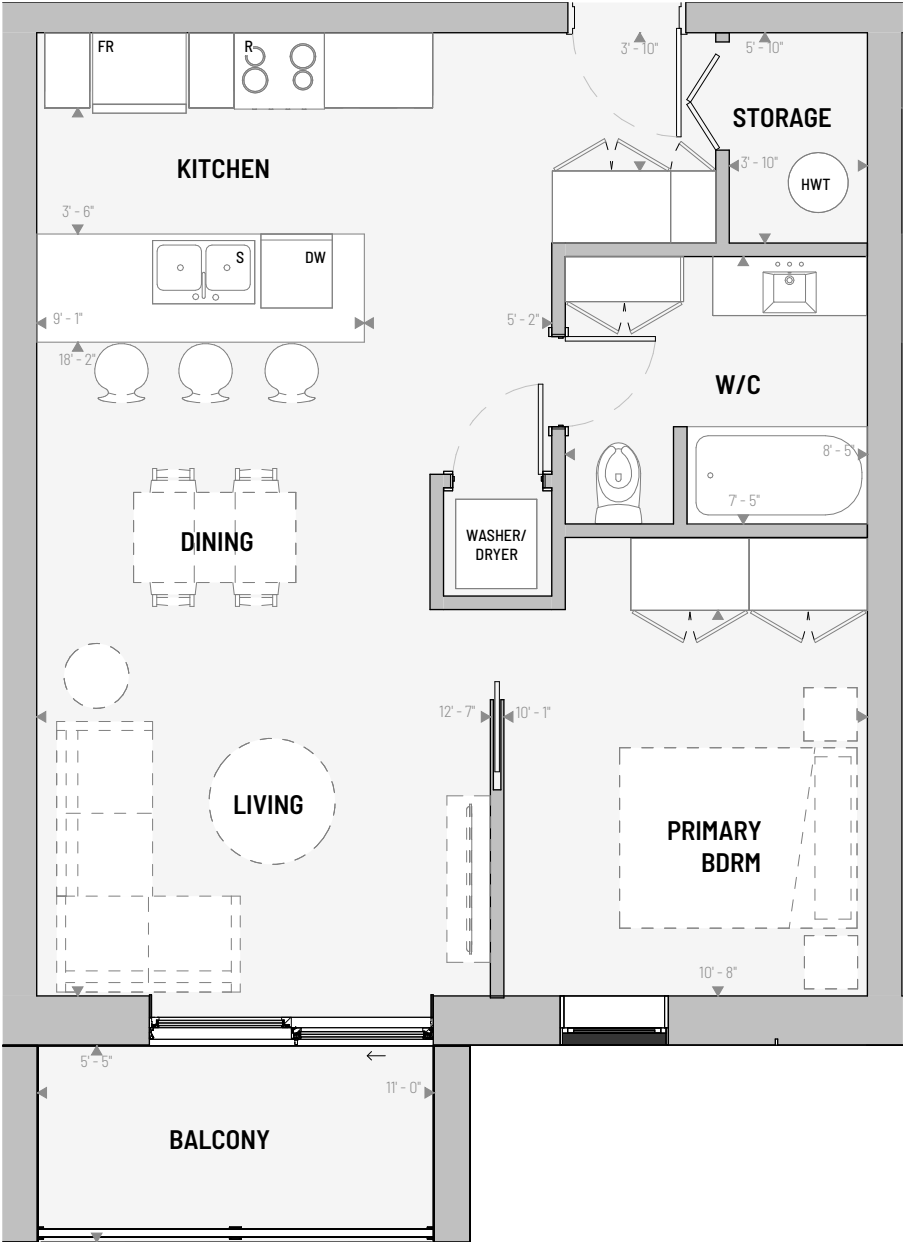 FR
R
3' - 10"
5' - 10"
STORAGE
KITCHEN
3' - 10"
HWT
3' - 6"
S
DW
9' - 1"
5' - 2"
18' - 2"
W/C
8' - 5"
7' - 5"
DINING
WASHER/
DRYER
12' - 7"
10' - 1"
LIVING
PRIMARY
BDRM
10' - 8"
5' - 5"
11' - 0"
BALCONY